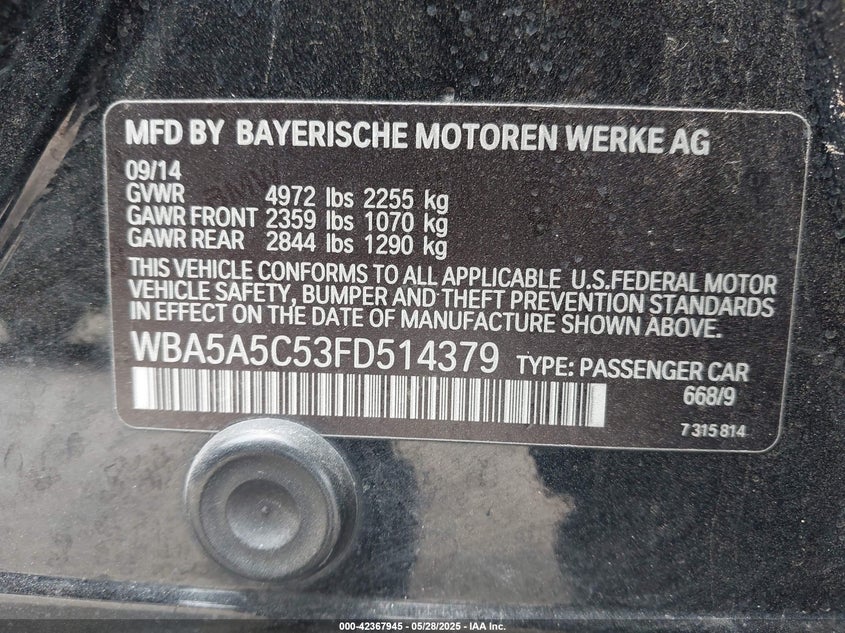 MFD BY BAYERISCHE MOTOREN WERKE AG
09/14
GVWR 4972 lbs 2255 kg
GAWR FRONT 2359 lbs 1070 kg
GAWR REAR 2844 lbs 1290 kg
THIS VEHICLE CONFORMS TO ALL APPLICABLE U.S.FEDERAL MOTOR
VEHICLE SAFETY, BUMPER AND THEFT PREVENTION STANDARDS
IN EFFECT ON THE DATE OF MANUFACTURE SHOWN ABOVE.
WBA5A5C53FD514379 TYPE: PASSENGER CAR
668/9
7 315 814
000-42367945 - 05/28/2025 - IAA Inc.